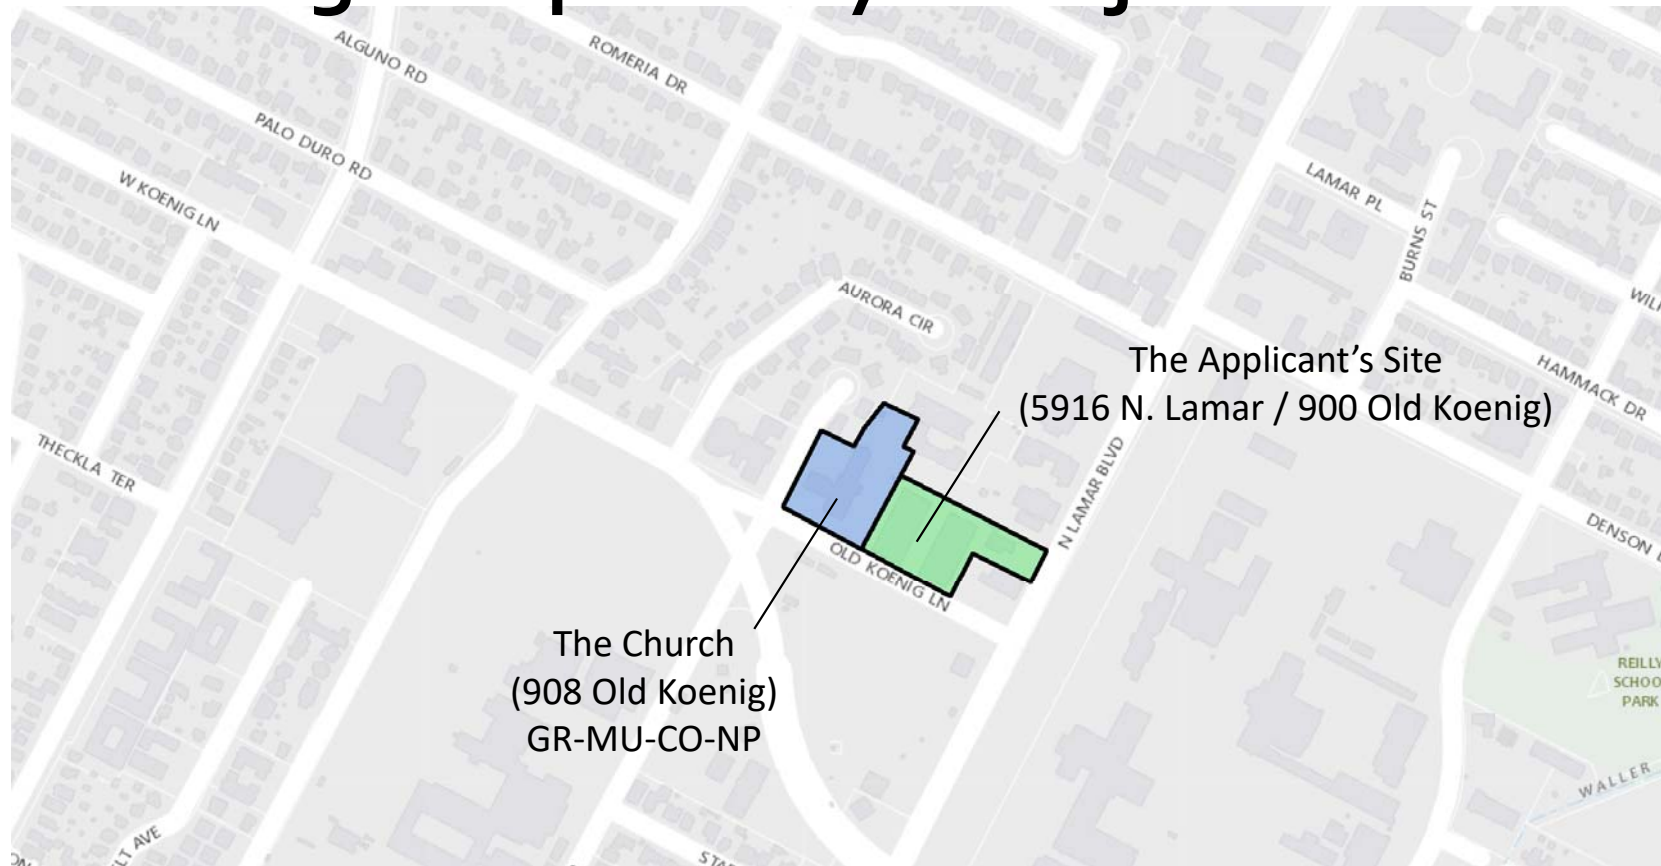 ALGUNO RD
ROMERIA DR
PALO DURO RD
W KOENIG LN
LAMAR PL
BURNS ST
AURORA CIR
The Applicant’s Site
(5916 N. Lamar / 900 Old Koenig)
HAMMACK DR
THECKLA TER
N LAMAR BLVD
DENSON
OLD KOENIG LN
The Church
(908 Old Koenig)
GR-MU-CO-NP
REILLY
SCHOO
PARK
WALLER
AVE